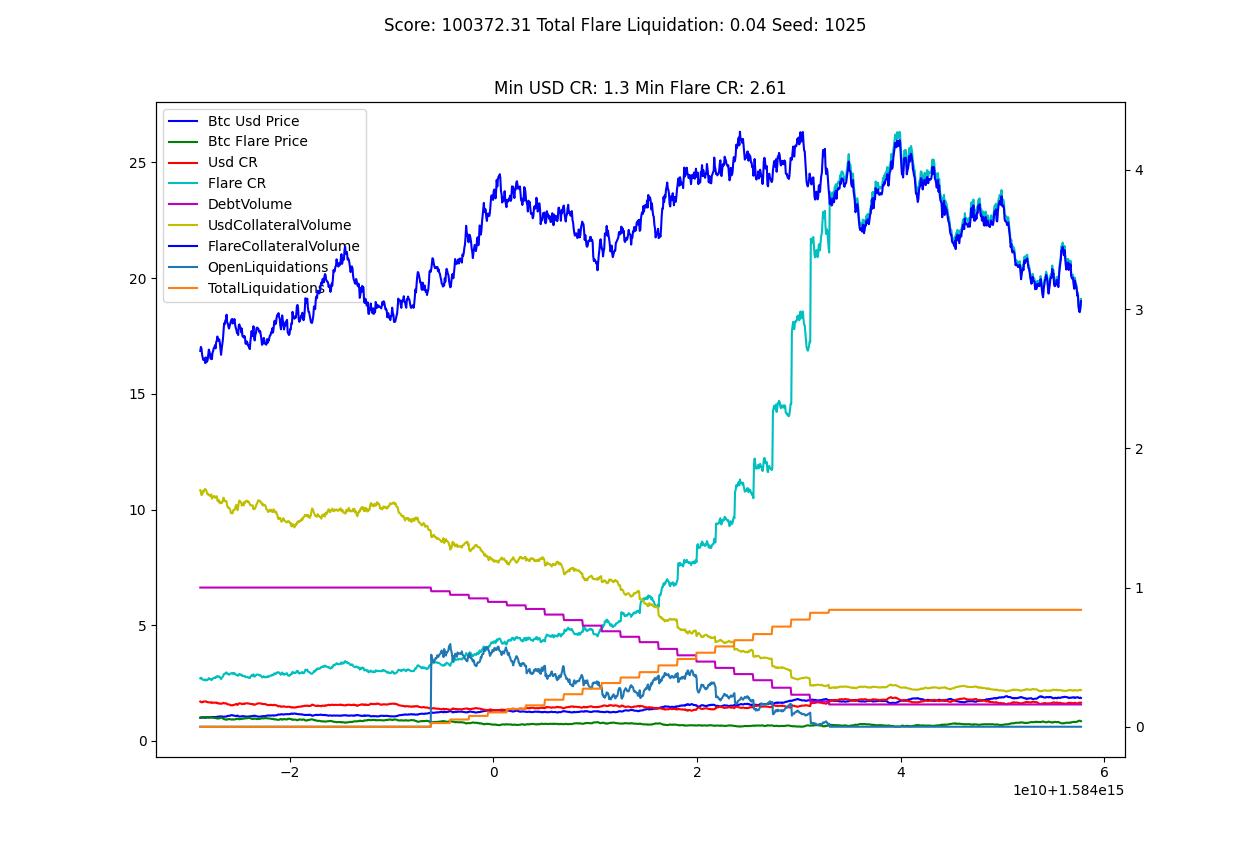 Score: 100372.31 Total Flare Liquidation: 0.04 Seed: 1025
Min USD CR: 1.3 Min Flare CR: 2.61
Btc Usd Price
Btc Flare Price
Usd CR
Flare CR
DebtVolume
UsdCollateralVolume
FlareCollateralVolume
OpenLiquidations
TotalLiquidations
25
20
15
10
5
0
4
3
2
1
0
−2
0
2
4
6
1e10+1.584e15